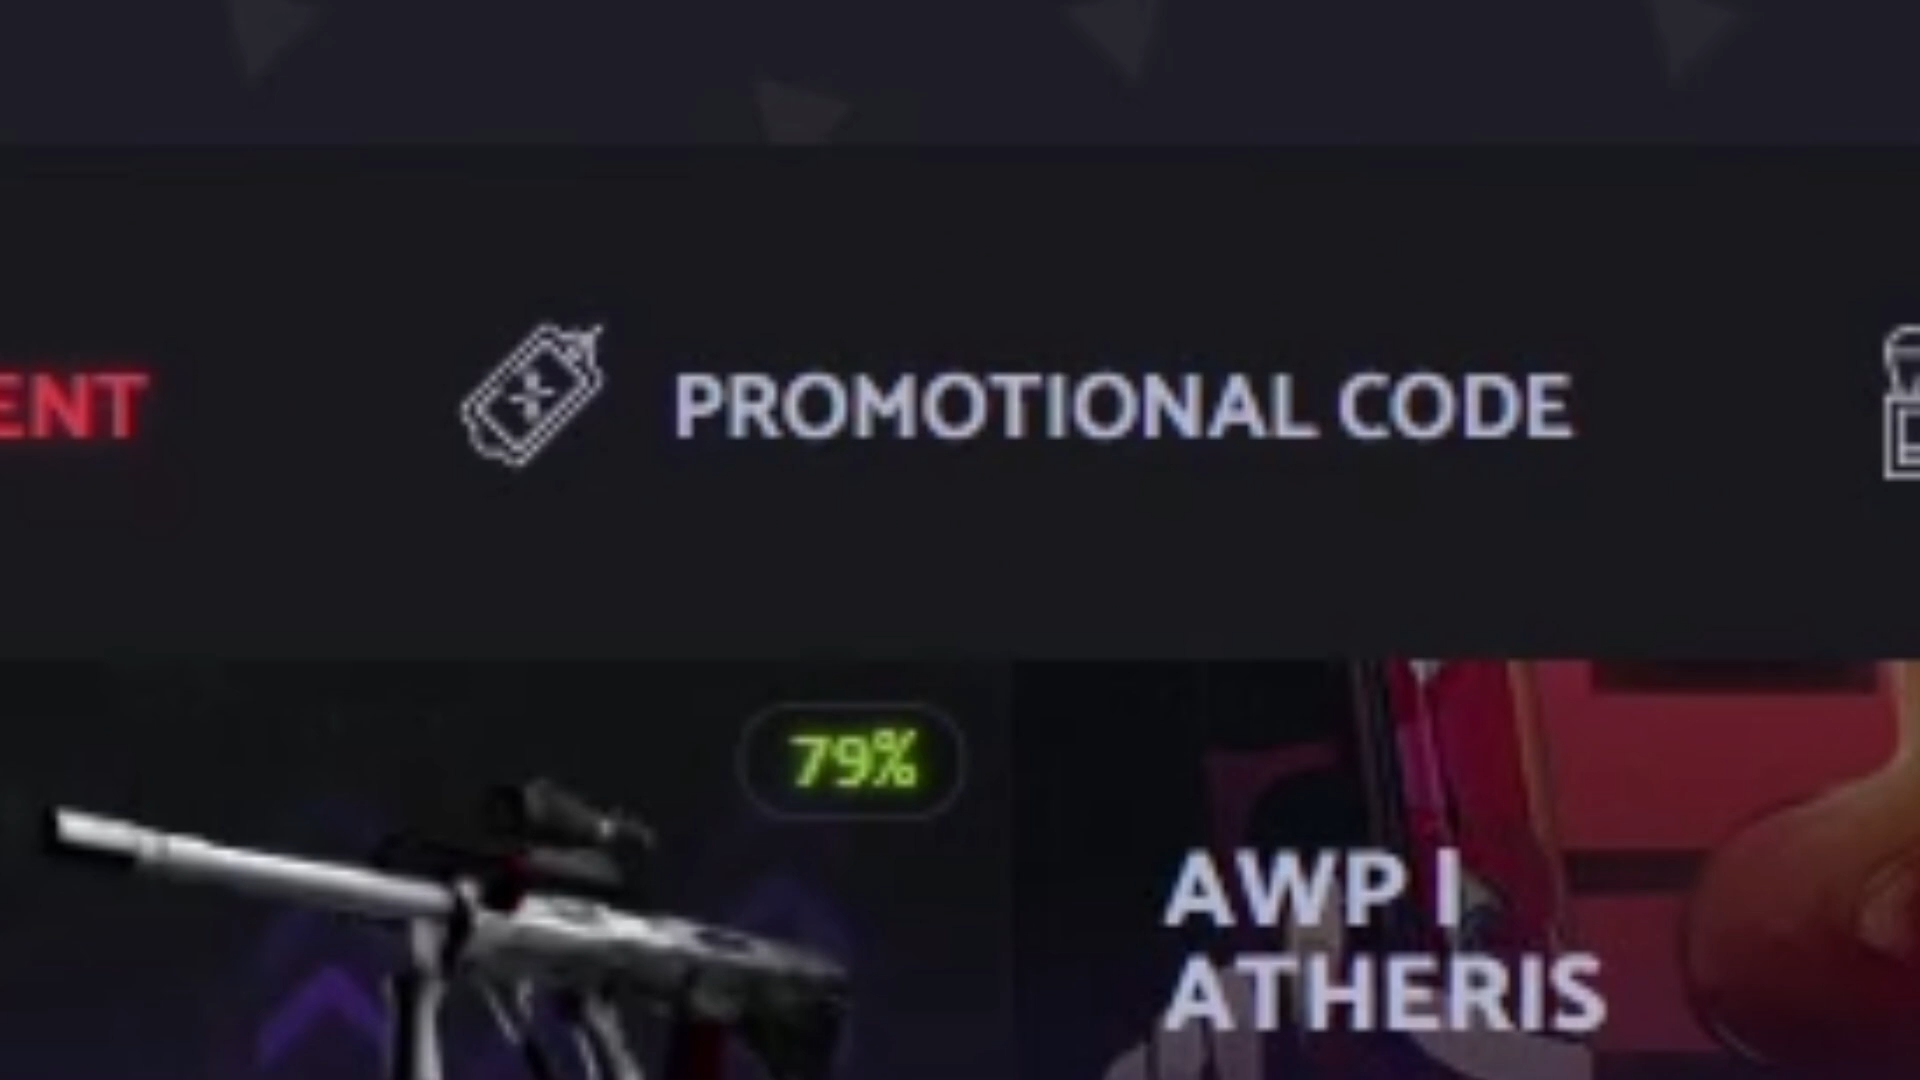 ENT
PROMOTIONAL CODE
79%
AWP |
ATHERIS